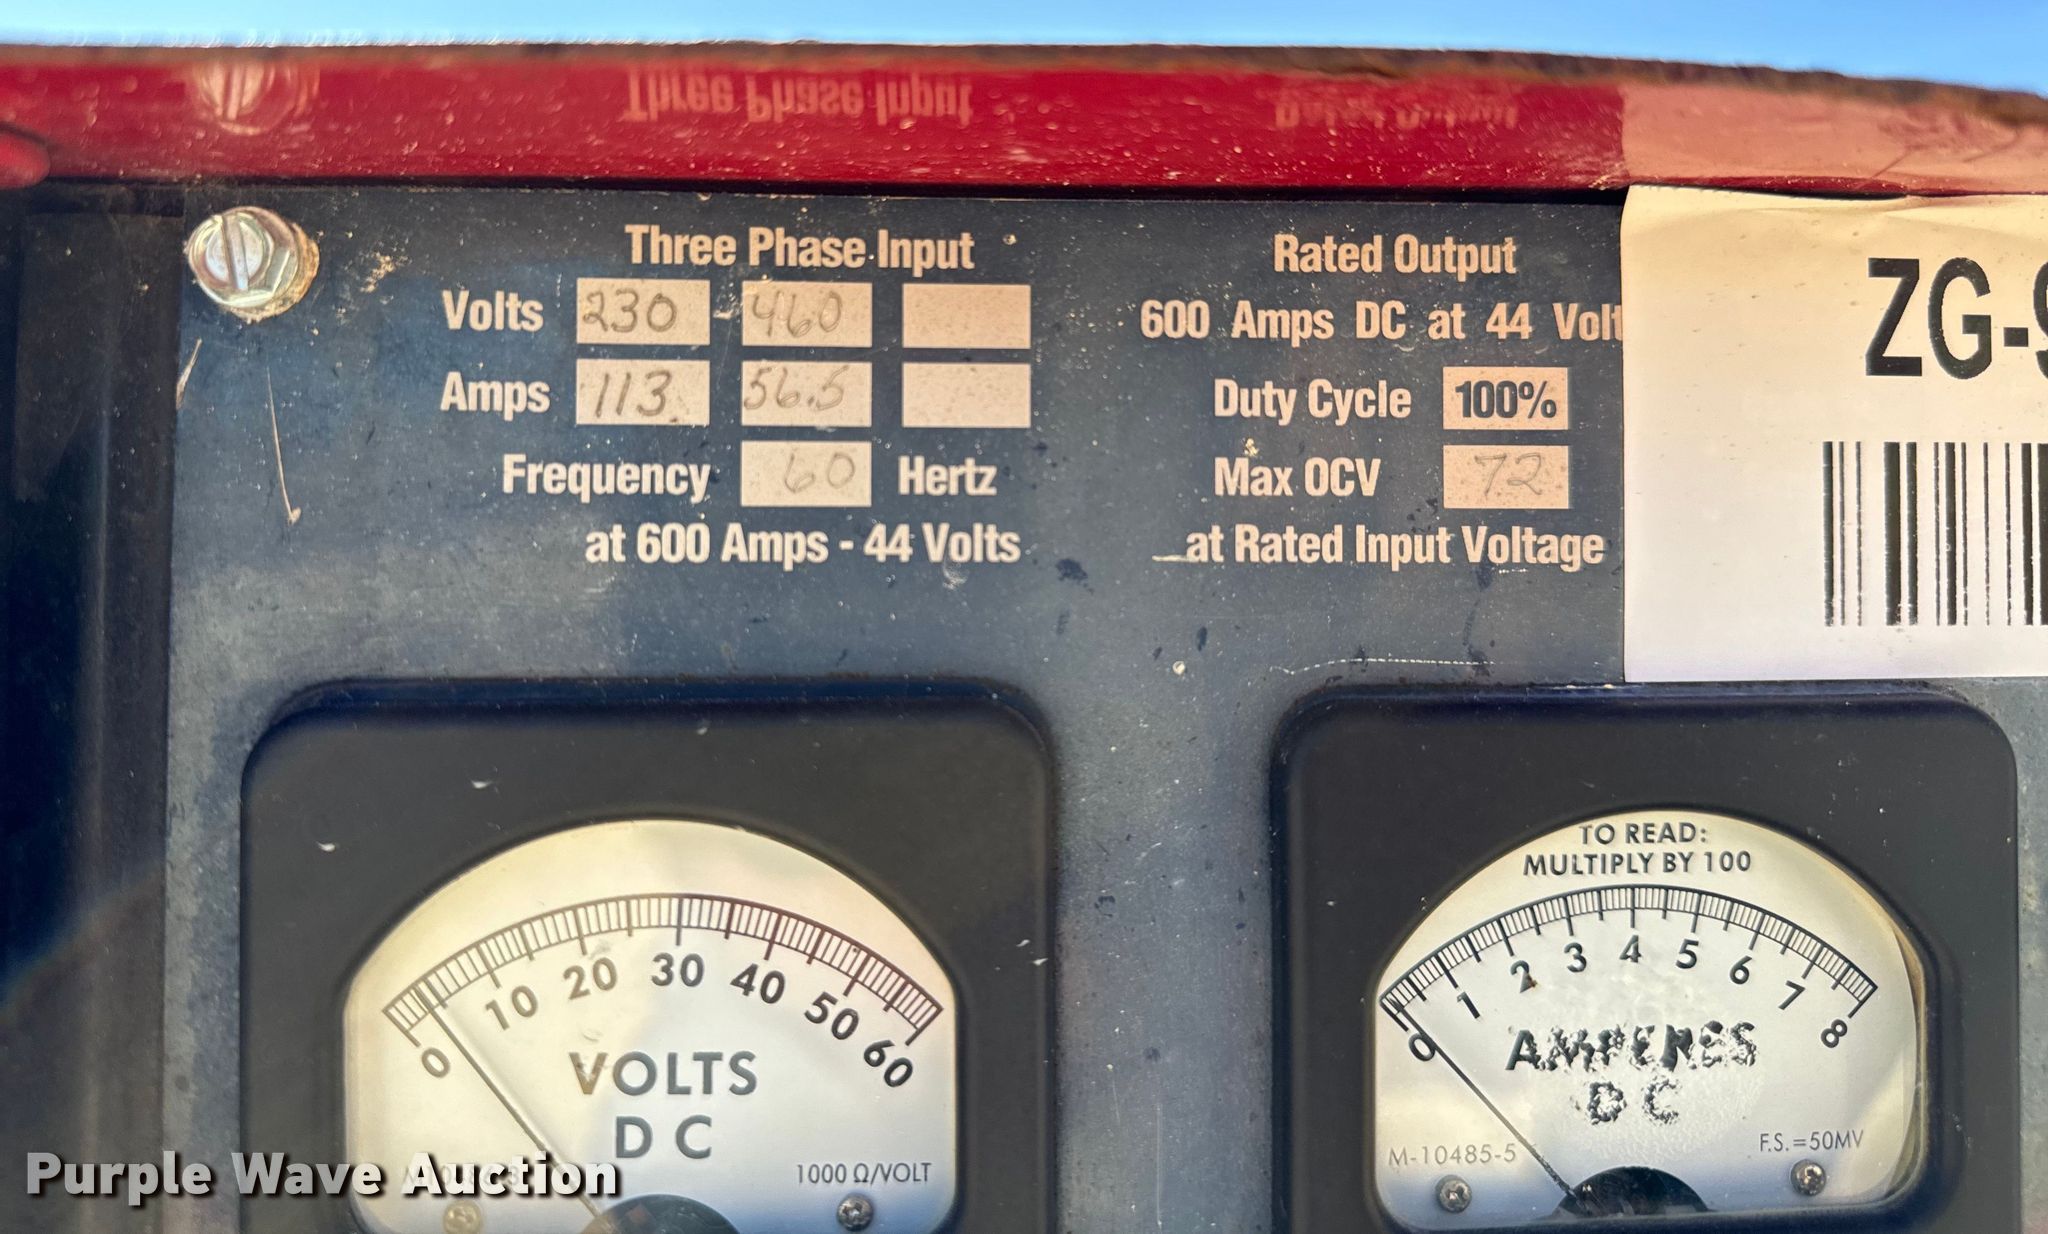 Three Phase Input
Rated Output
Volts 230 - 460
600 Amps DC at 44 Volt
Amps 113 56.5
Duty Cycle 100%
Frequency 60 Hertz
Max OCV 72
at 600 Amps - 44 Volts
at Rated Input Voltage
ZG-9
TO READ:
MULTIPLY BY 100
0 10 20 30 40 50 60
VOLTS
DC
1000 Ω/VOLT
0 1 2 3 4 5 6 7 8
AMPERES
DC
M-10485-5
F.S.=50MV
Purple Wave Auction